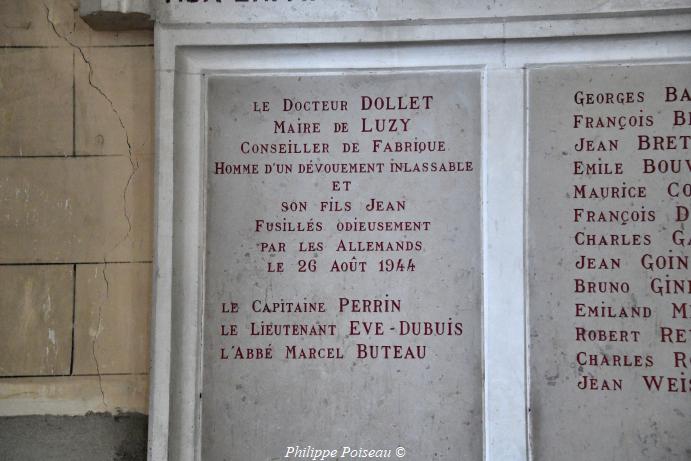 LE DOCTEUR DOLLET
MAIRE DE LUZY
CONSEILLER DE FABRIQUE
HOMME D'UN DÉVOUEMENT INLASSABLE
ET
SON FILS JEAN
FUSILLÉS ODIEUSEMENT
PAR LES ALLEMANDS
LE 26 AOÛT 1944
LE CAPITAINE PERRIN
LE LIEUTENANT EVE-DUBUIS
L'ABBÉ MARCEL BUTEAU
GEORGES
FRANÇOIS
JEAN
EMILE
MAURICE
FRANÇOIS
CHARLES
JEAN
BRUNO
EMILAND
ROBERT
CHARLES
JEAN
Philippe Poiseau ©